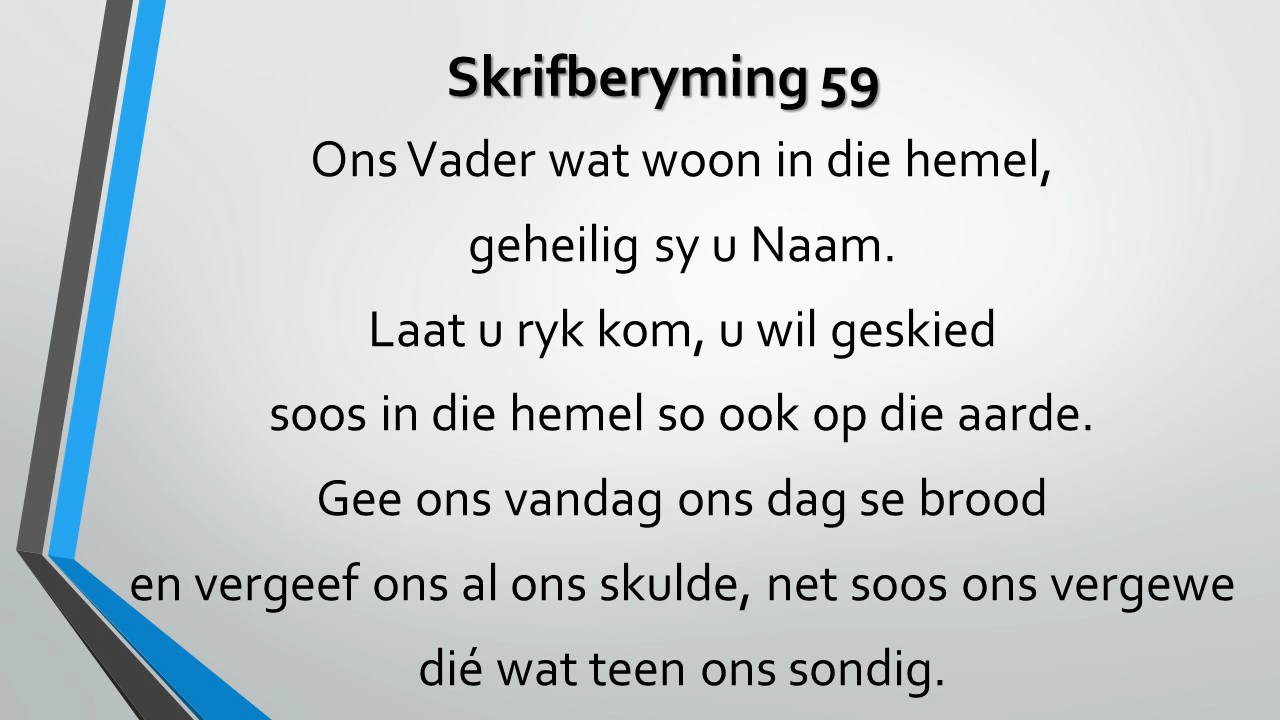 Skrifberyming 59
Ons Vader wat woon in die hemel,
geheilig sy u Naam.
Laat u ryk kom, u wil geskied
soos in die hemel so ook op die aarde.
Gee ons vandag ons dag se brood
en vergeef ons al ons skulde, net soos ons vergewe
dié wat teen ons sondig.